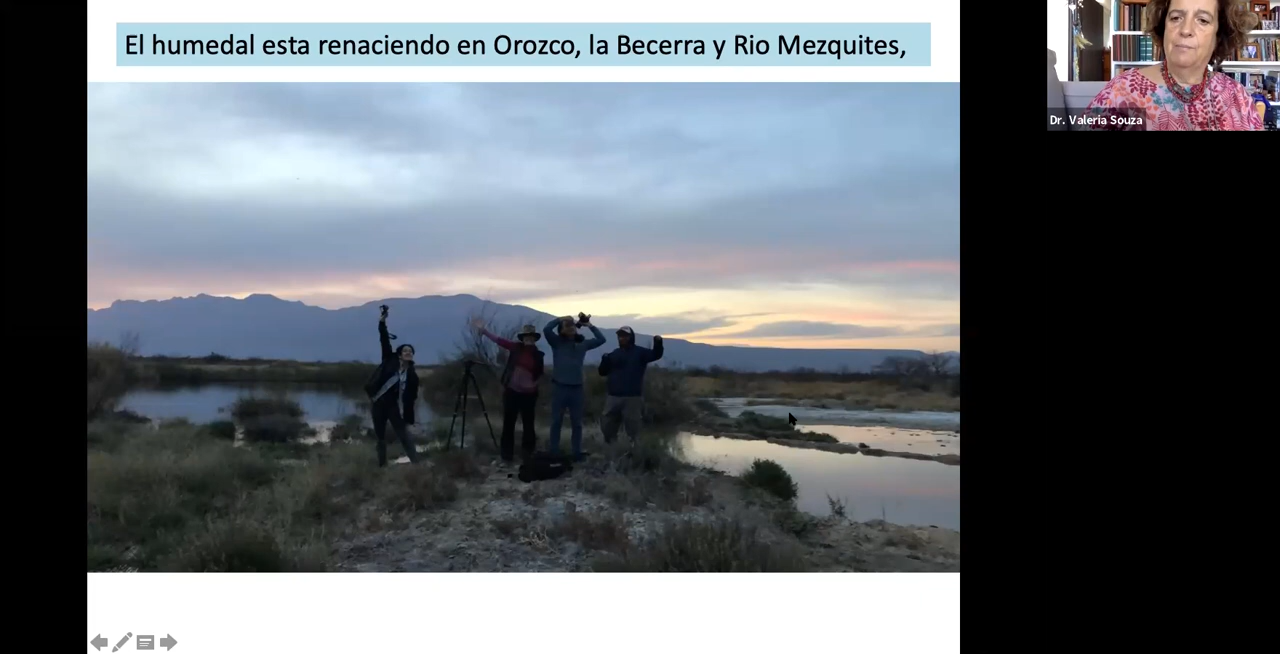 El humedal esta renaciendo en Orozco, la Becerra y Rio Mezquites,
Dr. Valeria Souza